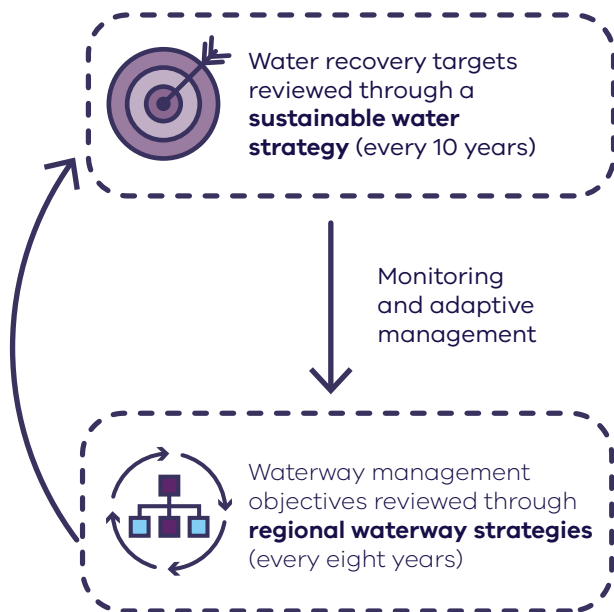 Water recovery targets
reviewed through a
sustainable water
strategy (every 10 years)
Monitoring
and adaptive
management
Waterway management
objectives reviewed through
regional waterway strategies
(every eight years)